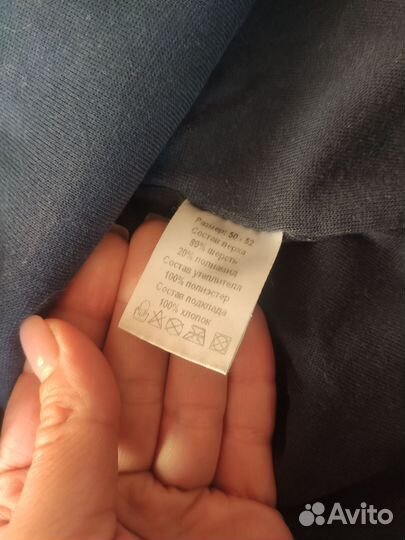 Размер: 50 - 52
Состав верха
80% шерсть
20% полиамид
Состав утеплителя
100% полиэстер
Состав подклада
100% хлопок
Avito